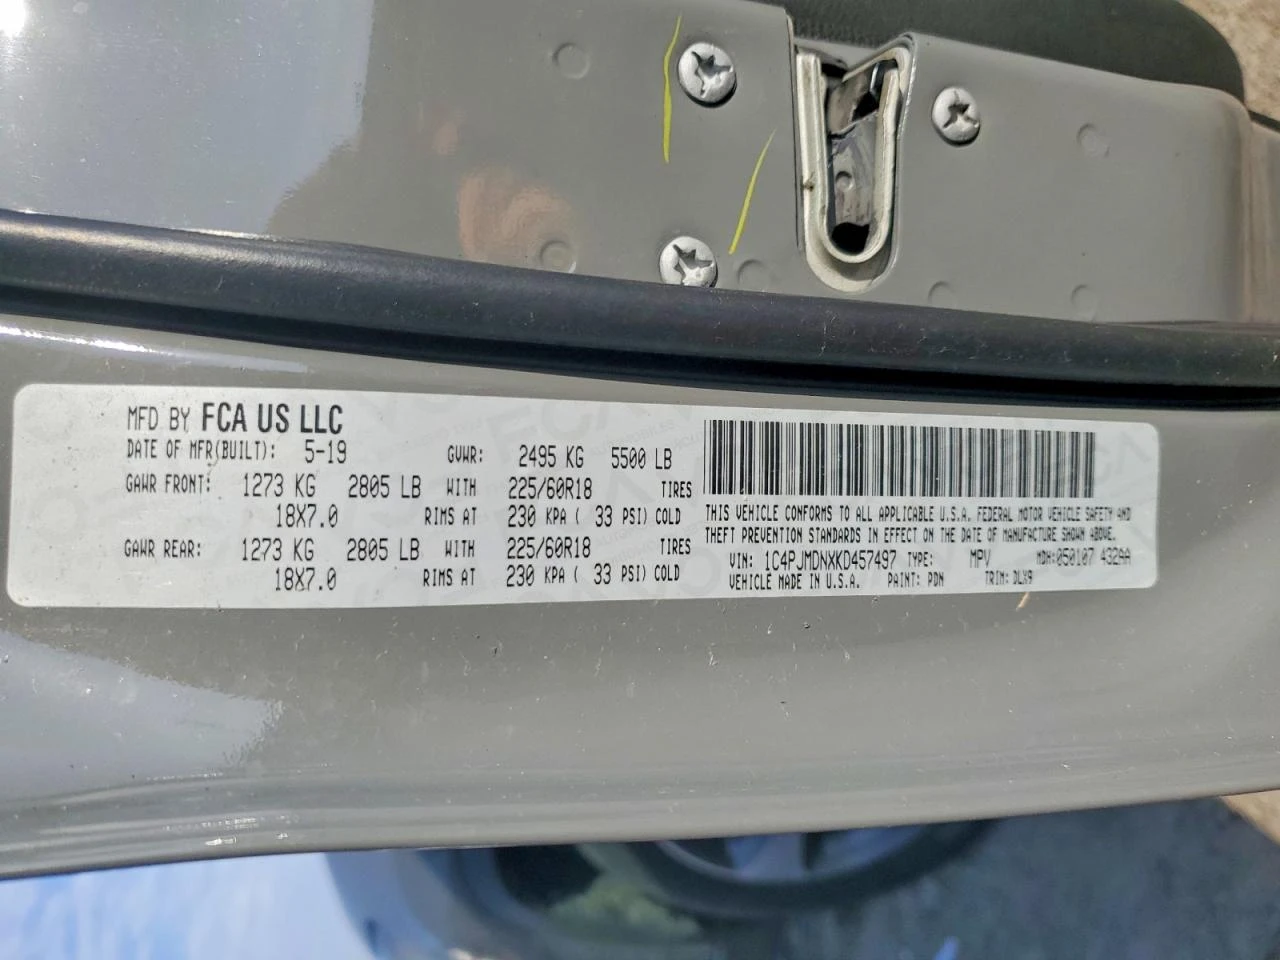 MFD BY FCA US LLC
DATE OF MFR(BUILT): 5-19 GVWR: 2495 KG 5500 LB
GAWR FRONT: 1273 KG 2805 LB WITH 225/60R18 TIRES
18X7.0 RIMS AT 230 KPA ( 33 PSI) COLD
GAWR REAR: 1273 KG 2805 LB WITH 225/60R18 TIRES
18X7.0 RIMS AT 230 KPA ( 33 PSI) COLD
THIS VEHICLE CONFORMS TO ALL APPLICABLE U.S.A. FEDERAL MOTOR VEHICLE SAFETY AND
THEFT PREVENTION STANDARDS IN EFFECT ON THE DATE OF MANUFACTURE SHOWN ABOVE.
VIN: 1C4PJMDNXKD457497 TYPE: MPV MDH:050107 432AA
VEHICLE MADE IN U.S.A. PAINT: PDN TRIM: DLX9